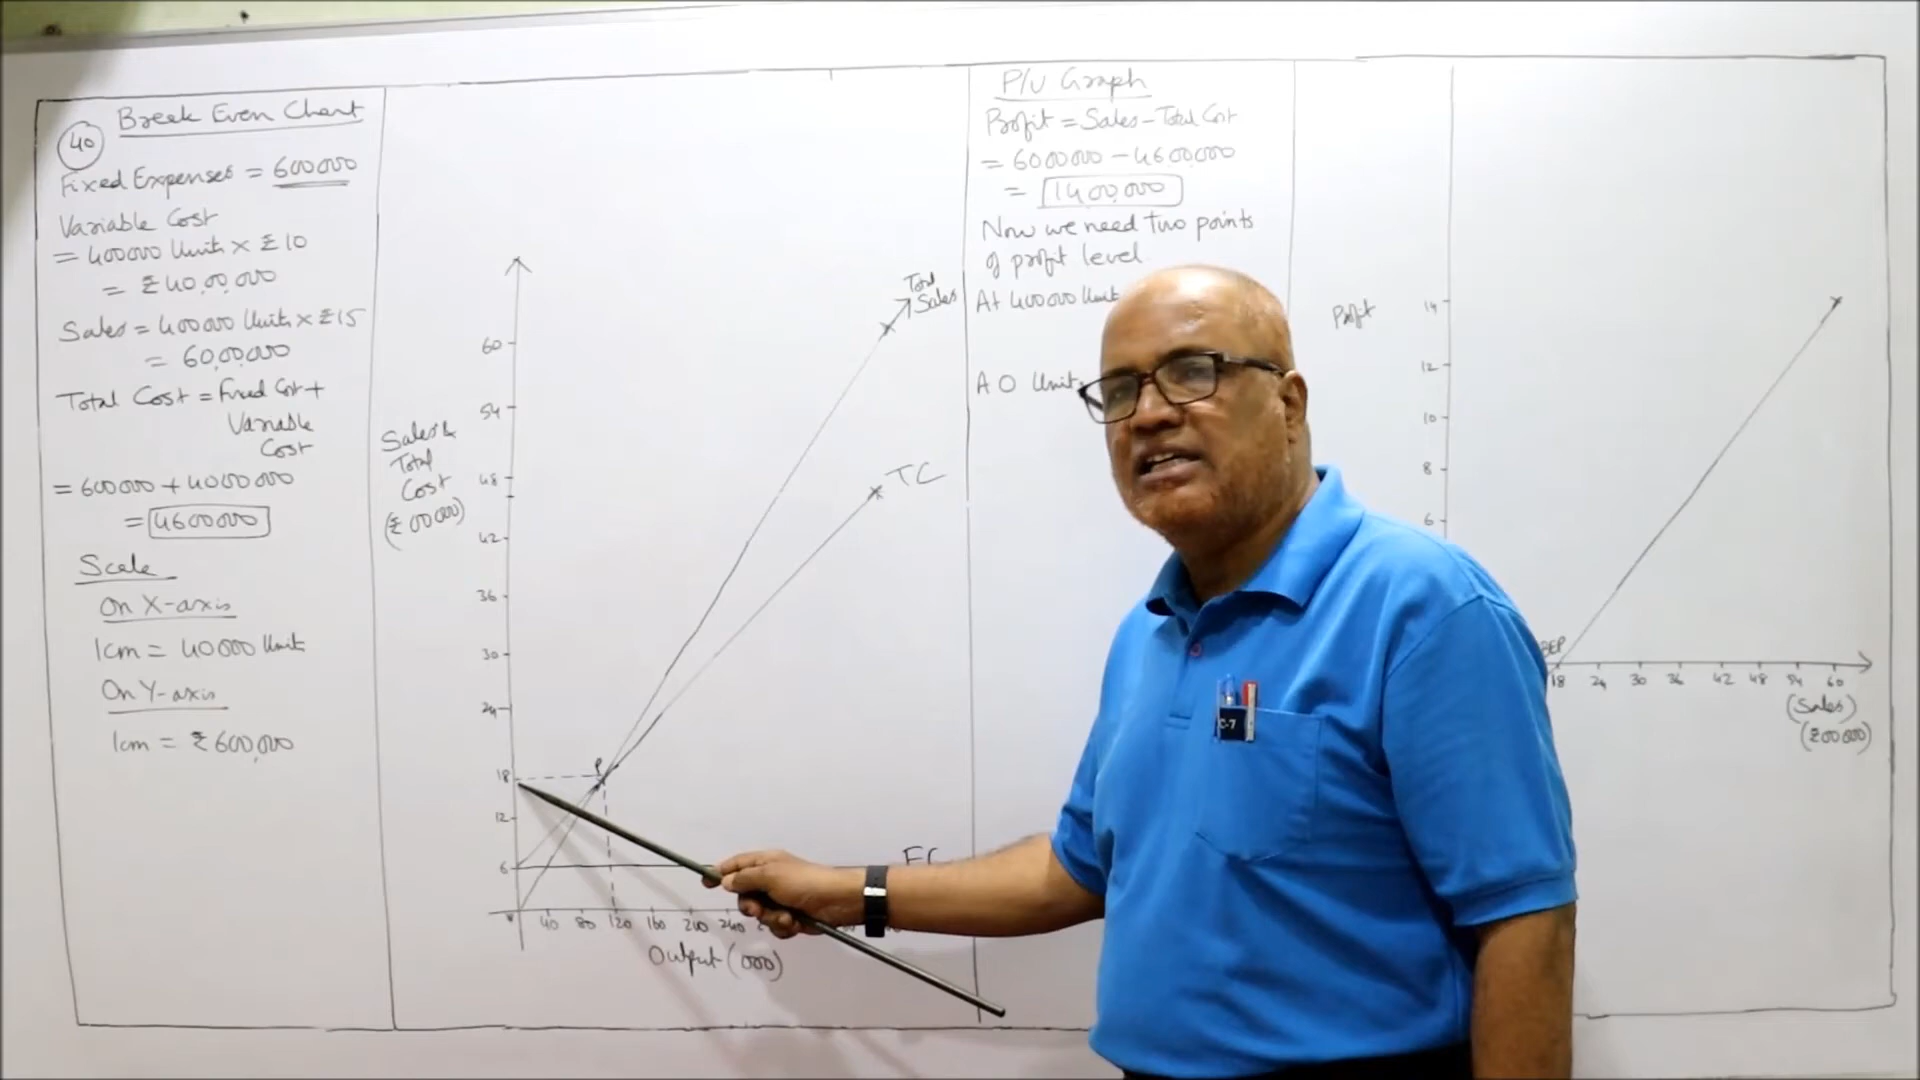 40
Break Even Chart
Fixed Expenses = 600000
Variable Cost
= 400000 Units × ₹10
= ₹40,00,000
Sales = 400000 Units × ₹15
= 60,00,000
Total Cost = Fixed Cost +
Variable
Cost
= 600000 + 4000000
= 4600000
Scale
On X-axis
1cm = 40000 Units
On Y-axis
1cm = ₹600,000
Sales &
Total
Cost
(₹00000)
60
54
48
42
36
30
24
18
12
6
Total
Sales
TC
P
FC
40 80 120 160 200 240
Output (000)
P/V Graph
Profit = Sales - Total Cost
= 6000000 - 4600000
= 1400,000
Now we need two points
of profit level
At 400000 Units
A 0 Units
Profit
14
12
10
8
6
BEP
18 24 30 36 42 48 54 60
(Sales)
(₹00000)
C-7